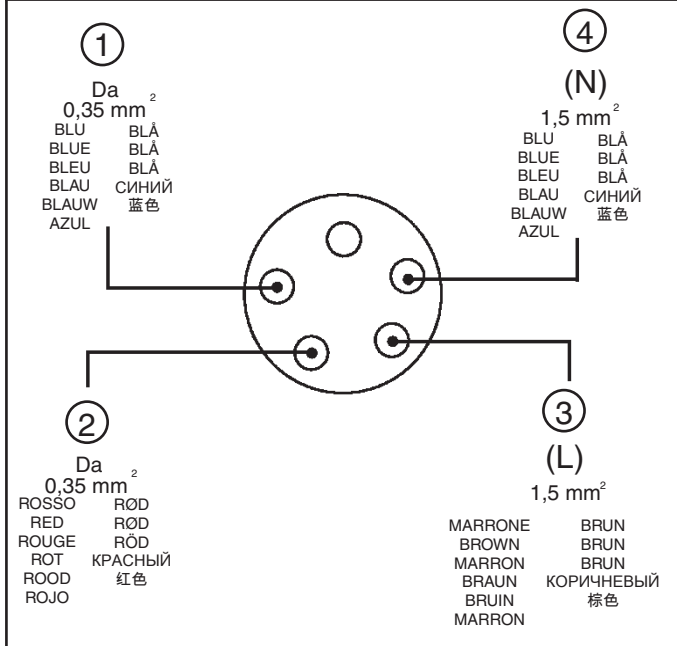 1
Da
0,35 mm²
BLU BLÅ
BLUE BLÅ
BLEU BLÅ
BLAU СИНИЙ
BLAUW 蓝色
AZUL
4
(N)
1,5 mm²
BLU BLÅ
BLUE BLÅ
BLEU BLÅ
BLAU СИНИЙ
BLAUW 蓝色
AZUL
2
Da
0,35 mm²
ROSSO RØD
RED RØD
ROUGE RÖD
ROT КРАСНЫЙ
ROOD 红色
ROJO
3
(L)
1,5 mm²
MARRONE BRUN
BROWN BRUN
MARRON BRUN
BRAUN КОРИЧНЕВЫЙ
BRUIN 棕色
MARRON